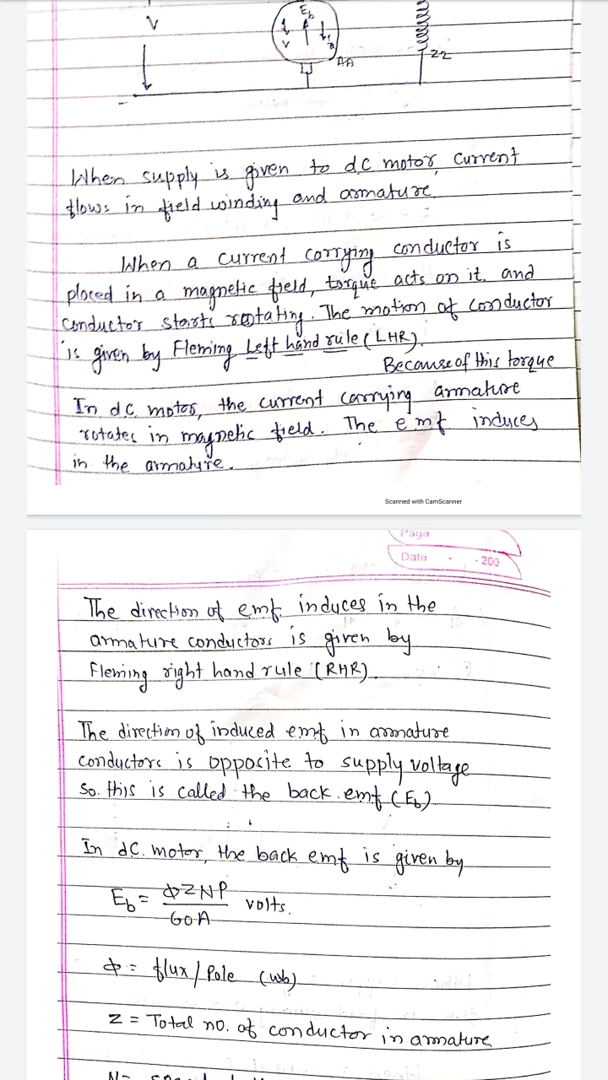 V
Eb
V
AA
ZZ
When supply is given to d.c motor, current
flows in field winding and armature.
When a current carrying conductor is
placed in a magnetic field, torque acts on it. and
conductor starts rotating. The motion of conductor
is given by Fleming Left hand rule (LHR).
Because of this torque
In d.c. motor, the current carrying armature
rotates in magnetic field. The emf induces
in the armature.
Scanned with CamScanner
Page
Date - - 200
The direction of emf induces in the
armature conductors is given by
Fleming right hand rule (RHR).
The direction of induced emf in armature
conductors is opposite to supply voltage
so. this is called the back emf (Eb)
In dC. motor, the back emf is given by
Eb = ΦZNP / 60A volts.
Φ = flux / Pole (wb)
Z = Total no. of conductor in armature